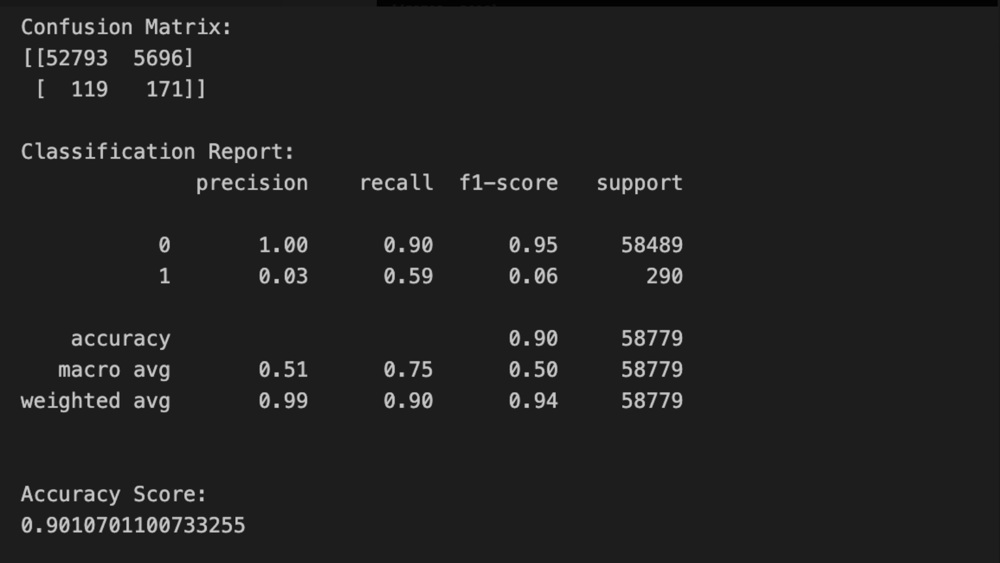 Confusion Matrix:
[[52793  5696]
 [  119   171]]
Classification Report:
              precision    recall  f1-score   support
           0       1.00      0.90      0.95     58489
           1       0.03      0.59      0.06       290
    accuracy                           0.90     58779
   macro avg       0.51      0.75      0.50     58779
weighted avg       0.99      0.90      0.94     58779
Accuracy Score:
0.9010701100733255